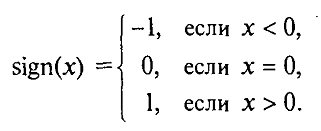 -1, если x < 0,
sign(x) = { 0, если x = 0,
1, если x > 0.